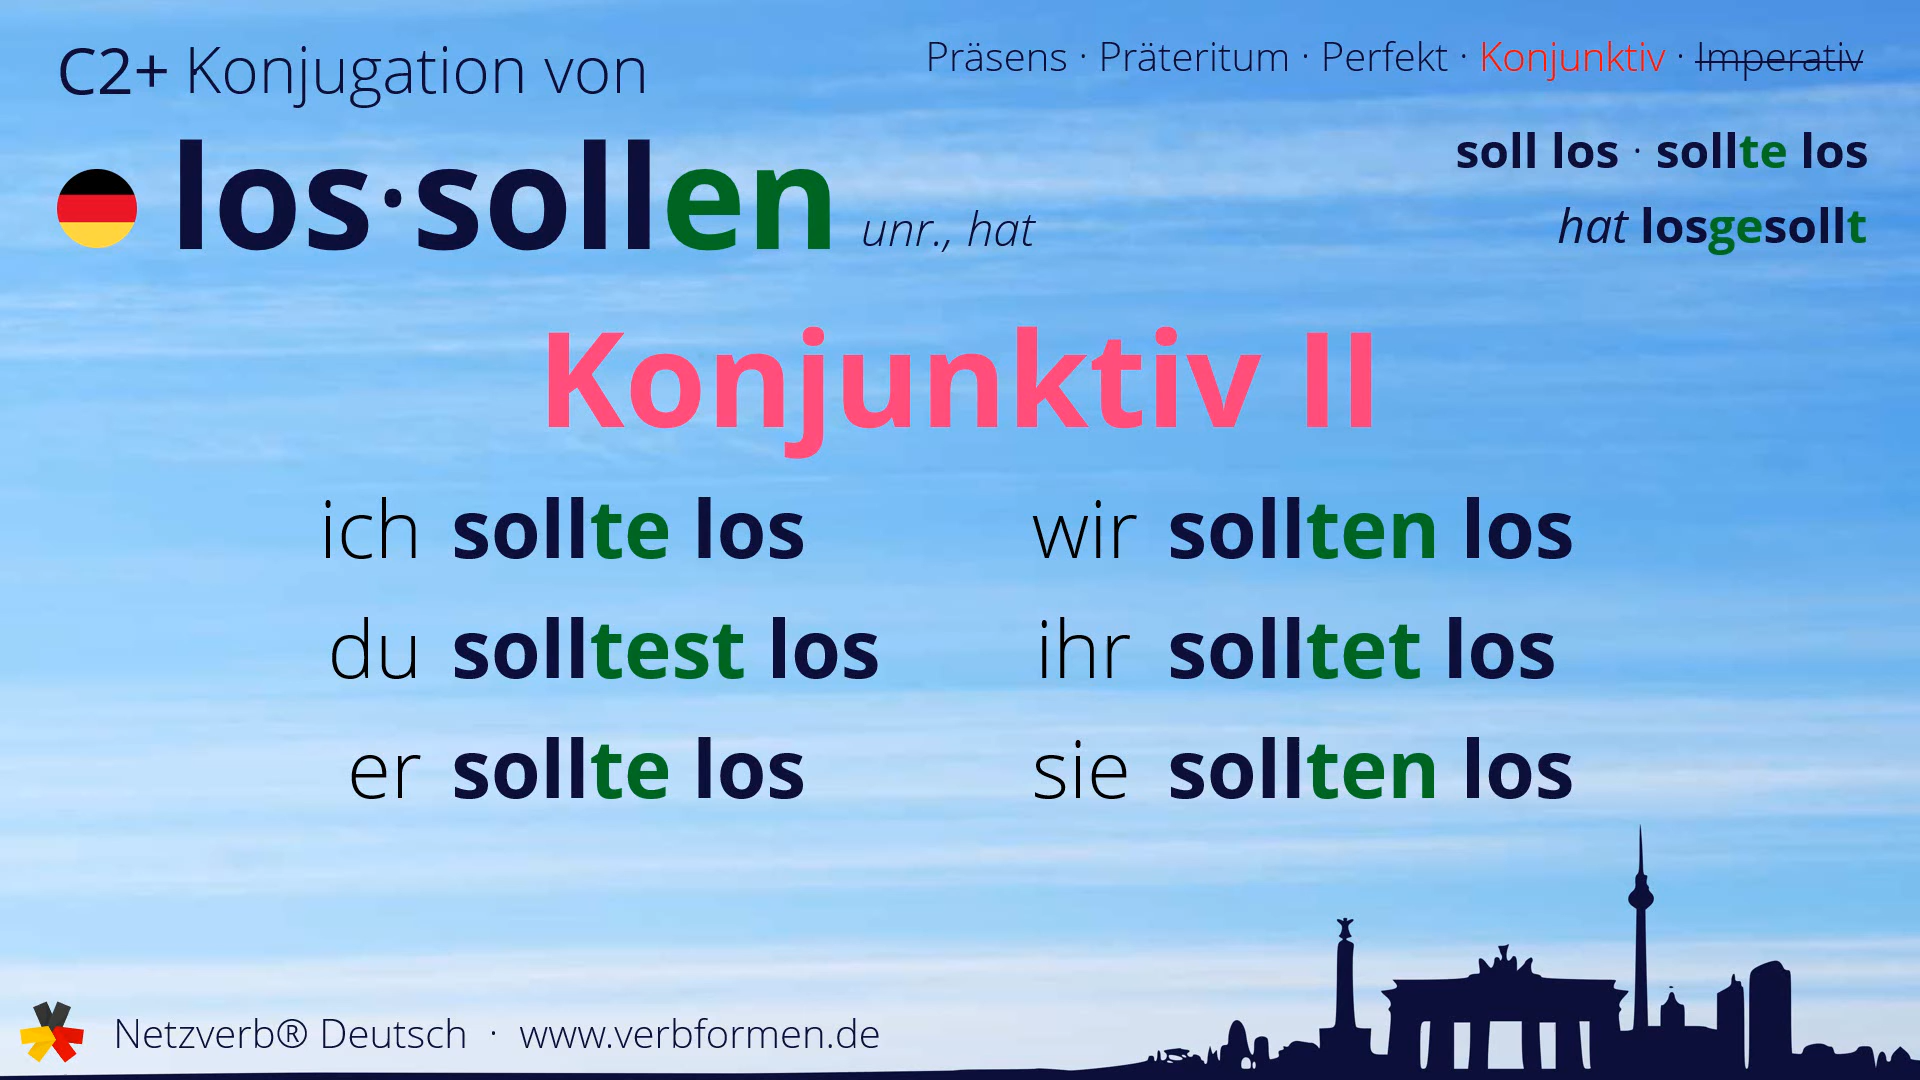 C2+ Konjugation von
Präsens · Präteritum · Perfekt · Konjunktiv · Imperativ
los·sollen unr., hat
soll los · sollte los
hat losgesollt
Konjunktiv II
ich sollte los
du solltest los
er sollte los
wir sollten los
ihr solltet los
sie sollten los
Netzverb® Deutsch · www.verbformen.de